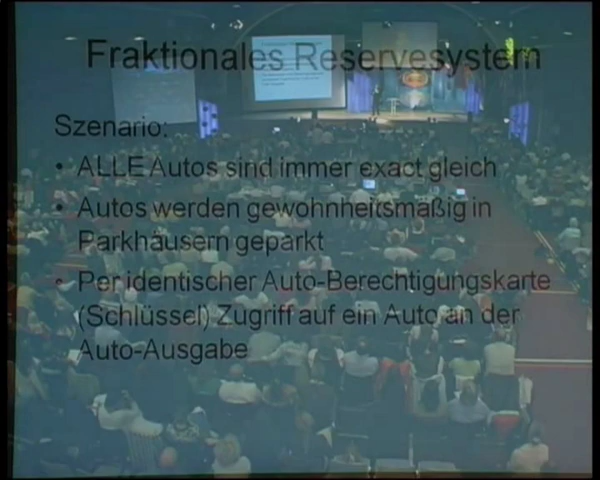 Fraktionales Reservesystem
Szenario:
• ALLE Autos sind immer exact gleich
• Autos werden gewohnheitsmäßig in
Parkhäusern geparkt
• Per identischer Auto-Berechtigungskarte
(Schlüssel) Zugriff auf ein Auto an der
Auto-Ausgabe